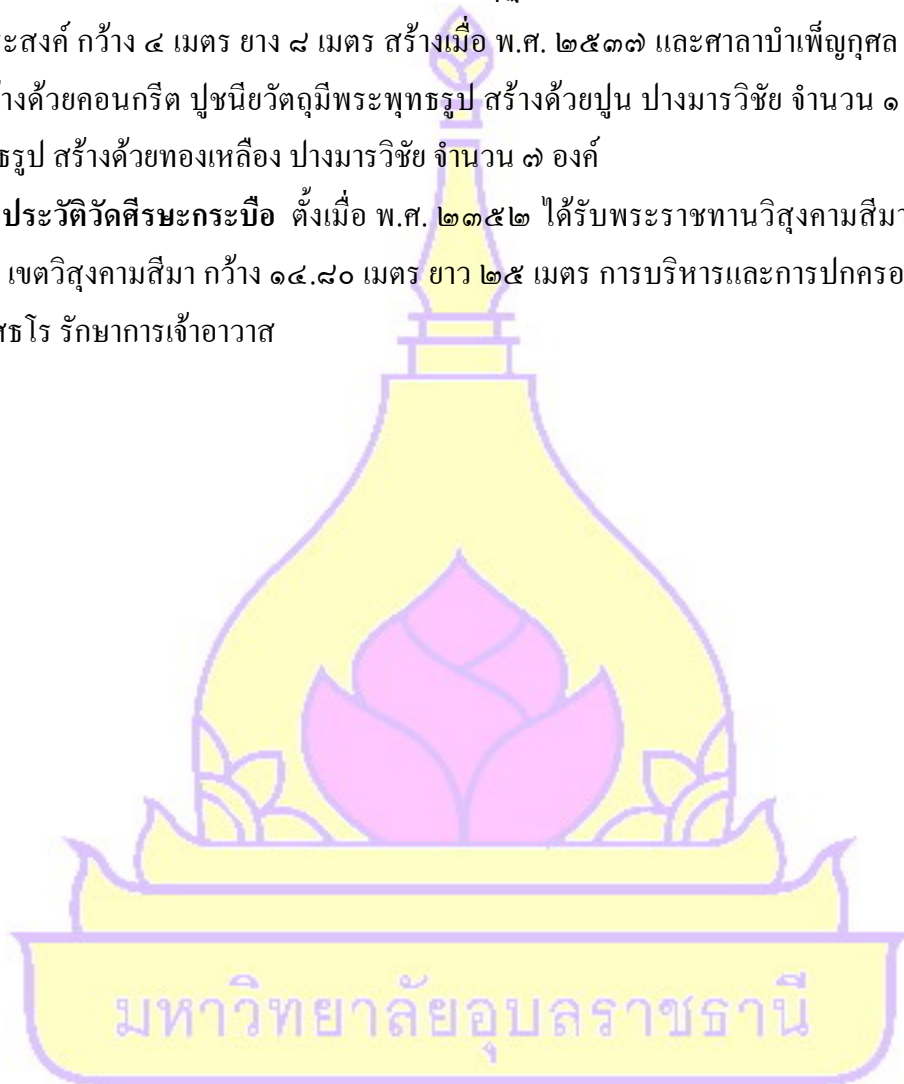 ะสงค์ กว้าง ๔ เมตร ยาง ๘ เมตร สร้างเมื่อ พ.ศ. ๒๕๓๗ และศาลาบำเพ็ญกุศล
างด้วยคอนกรีต ปูชนียวัตถุมีพระพุทธรูป สร้างด้วยปูน ปางมารวิชัย จำนวน ๑
ธรูป สร้างด้วยทองเหลือง ปางมารวิชัย จำนวน ๗ องค์
ประวัติวัดศีรษะกระบือ ตั้งเมื่อ พ.ศ. ๒๓๕๒ ได้รับพระราชทานวิสุงคามสีมา
เขตวิสุงคามสีมา กว้าง ๑๔.๘๐ เมตร ยาว ๒๕ เมตร การบริหารและการปกครอ
สธโร รักษาการเจ้าอาวาส
มหาวิทยาลัยอุบลราชธานี